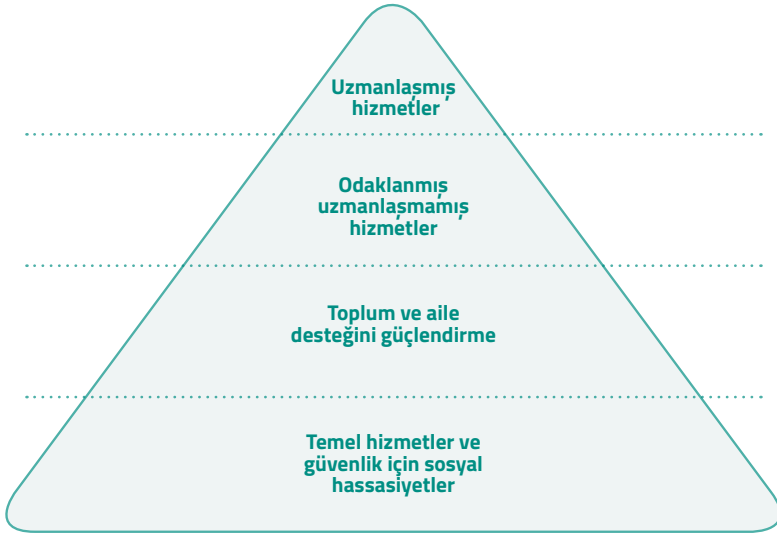 Uzmanlaşmış
hizmetler
Odaklanmış
uzmanlaşmamış
hizmetler
Toplum ve aile
desteğini güçlendirme
Temel hizmetler ve
güvenlik için sosyal
hassasiyetler